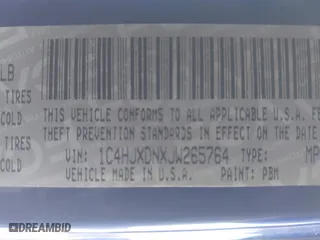 LB
TIRES
COLD
THIS VEHICLE CONFORMS TO ALL APPLICABLE U.S.A. FE
THEFT PREVENTION STANDARDS IN EFFECT ON THE
TIRES
COLD
VIN: 1C4HJXDNXJW265764 TYPE: MP
VEHICLE MADE IN U.S.A. PAINT: PBM
DREAMBID